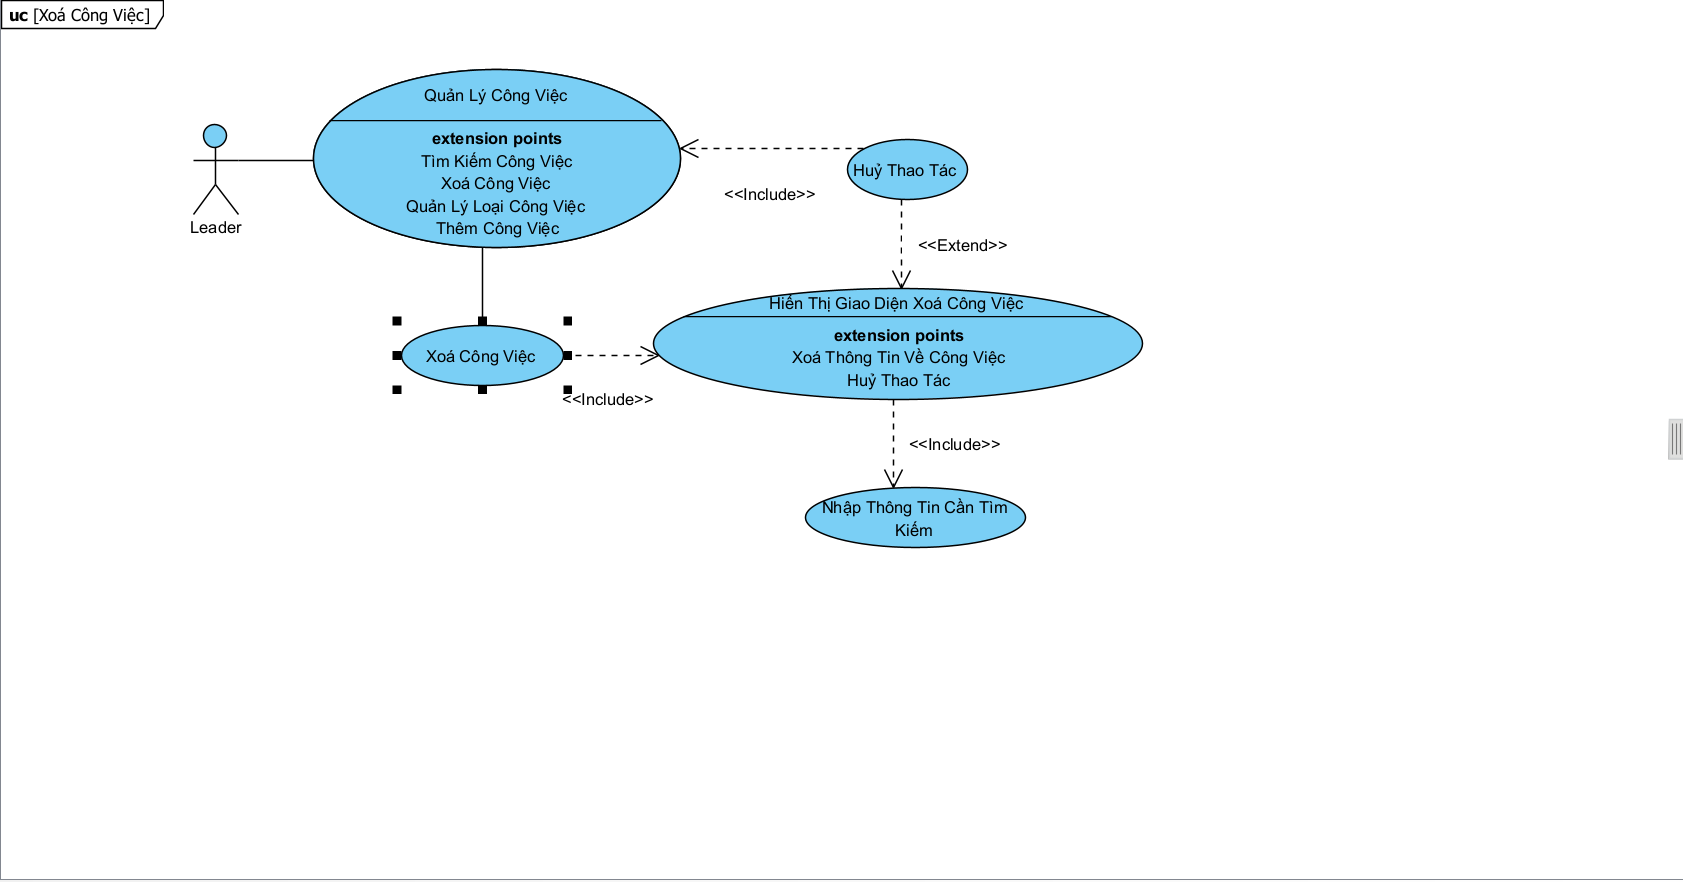 uc [Xoá Công Việc]
Quản Lý Công Việc
extension points
Tìm Kiếm Công Việc
Xoá Công Việc
Quản Lý Loại Công Việc
Thêm Công Việc
Leader
Huỷ Thao Tác
<<Include>>
<<Extend>>
Hiển Thị Giao Diện Xoá Công Việc
extension points
Xoá Thông Tin Về Công Việc
Huỷ Thao Tác
Xoá Công Việc
<<Include>>
<<Include>>
Nhập Thông Tin Cần Tìm
Kiếm